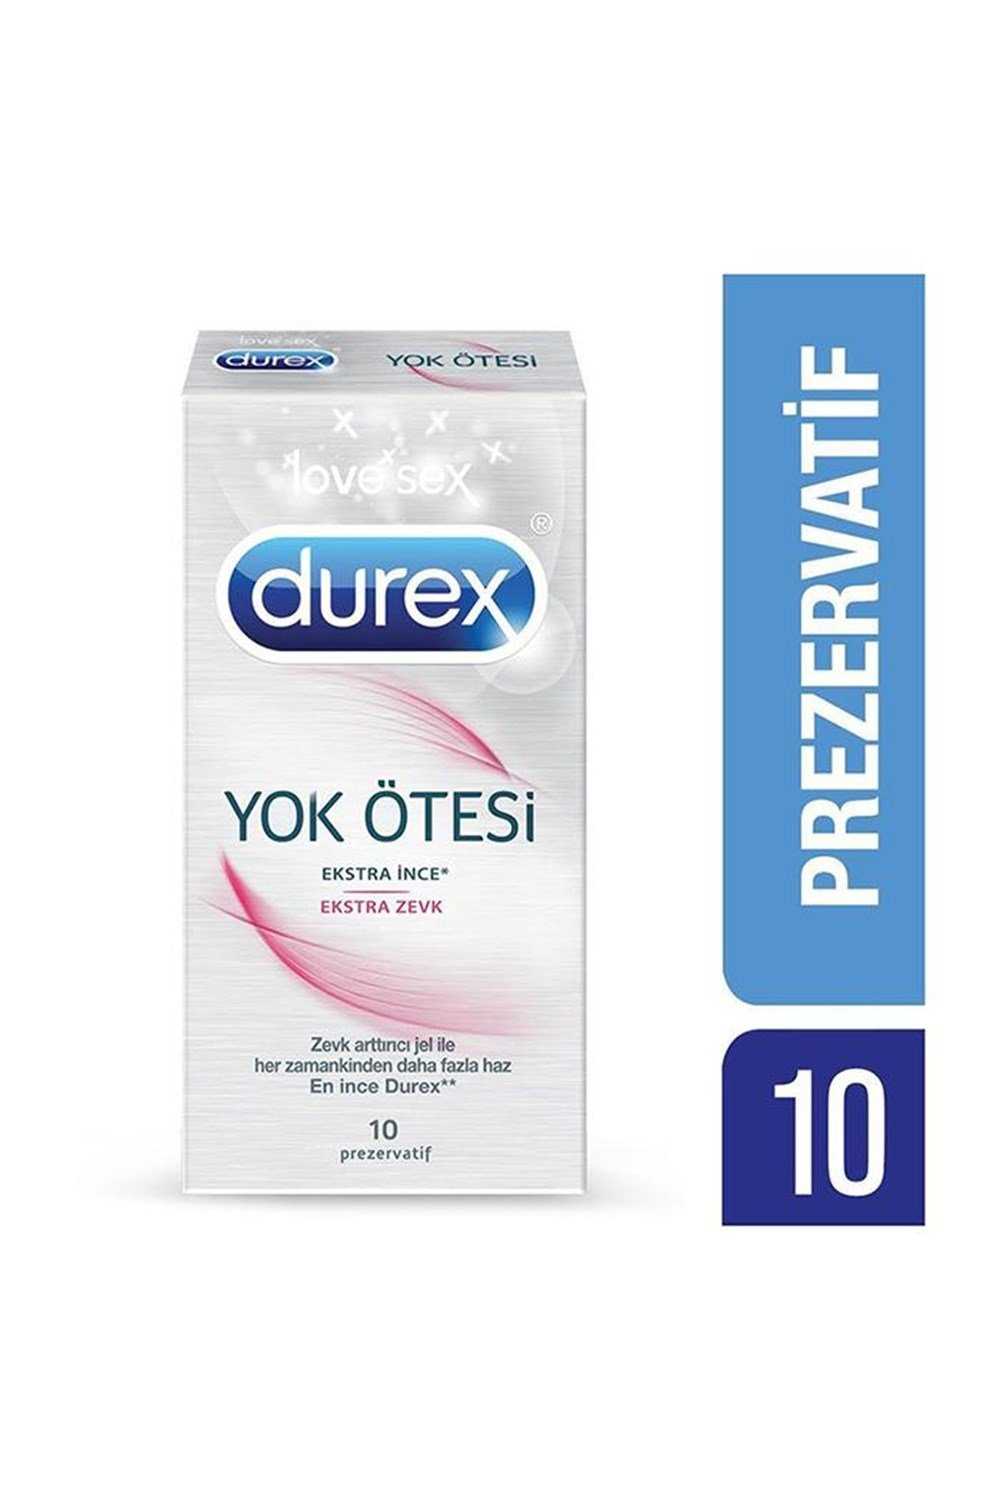 love sex
durex
YOK ÖTESİ
love sex
durex®
YOK ÖTESİ
EKSTRA İNCE*
EKSTRA ZEVK
Zevk arttırıcı jel ile
her zamankinden daha fazla haz
En ince Durex**
10
prezervatif
PREZERVATİF
10